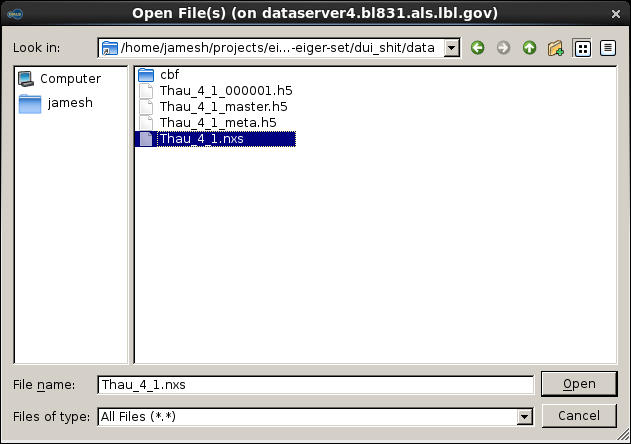 Open File(s) (on dataserver4.bl831.als.lbl.gov)
Look in: /home/jamesh/projects/ei...-eiger-set/dui_shit/data
Computer
jamesh
cbf
Thau_4_1_000001.h5
Thau_4_1_master.h5
Thau_4_1_meta.h5
Thau_4_1.nxs
File name: Thau_4_1.nxs Open
Files of type: All Files (*.*) Cancel